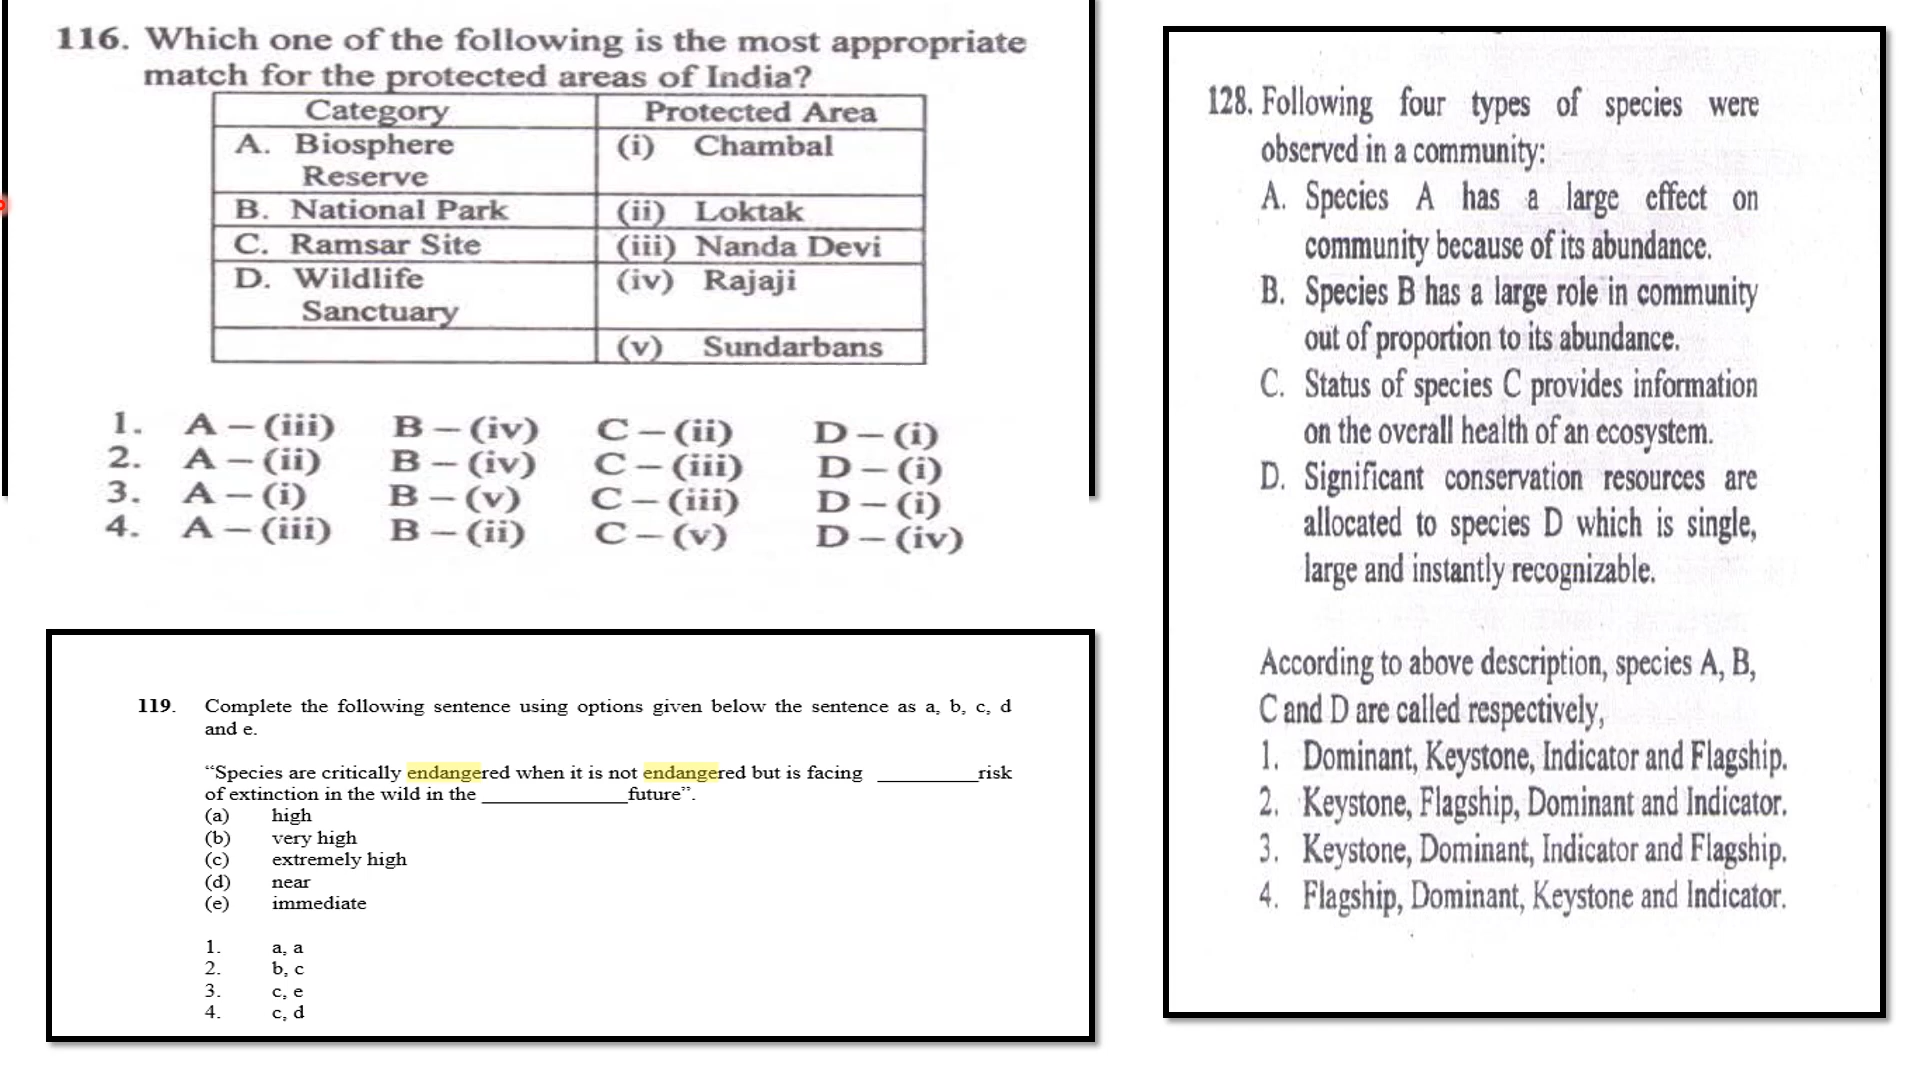 116. Which one of the following is the most appropriate
match for the protected areas of India?
Category Protected Area
A. Biosphere (i) Chambal
Reserve
B. National Park (ii) Loktak
C. Ramsar Site (iii) Nanda Devi
D. Wildlife (iv) Rajaji
Sanctuary
(v) Sundarbans
1. A – (iii) B – (iv) C – (ii) D – (i)
2. A – (ii) B – (iv) C – (iii) D – (i)
3. A – (i) B – (v) C – (iii) D – (i)
4. A – (iii) B – (ii) C – (v) D – (iv)
119. Complete the following sentence using options given below the sentence as a, b, c, d
and e.
“Species are critically endangered when it is not endangered but is facing __________risk
of extinction in the wild in the ______________future”.
(a) high
(b) very high
(c) extremely high
(d) near
(e) immediate
1. a, a
2. b, c
3. c, e
4. c, d
128. Following four types of species were
observed in a community:
A. Species A has a large effect on
community because of its abundance.
B. Species B has a large role in community
out of proportion to its abundance.
C. Status of species C provides information
on the overall health of an ecosystem.
D. Significant conservation resources are
allocated to species D which is single,
large and instantly recognizable.
According to above description, species A, B,
C and D are called respectively,
1. Dominant, Keystone, Indicator and Flagship.
2. Keystone, Flagship, Dominant and Indicator.
3. Keystone, Dominant, Indicator and Flagship.
4. Flagship, Dominant, Keystone and Indicator.